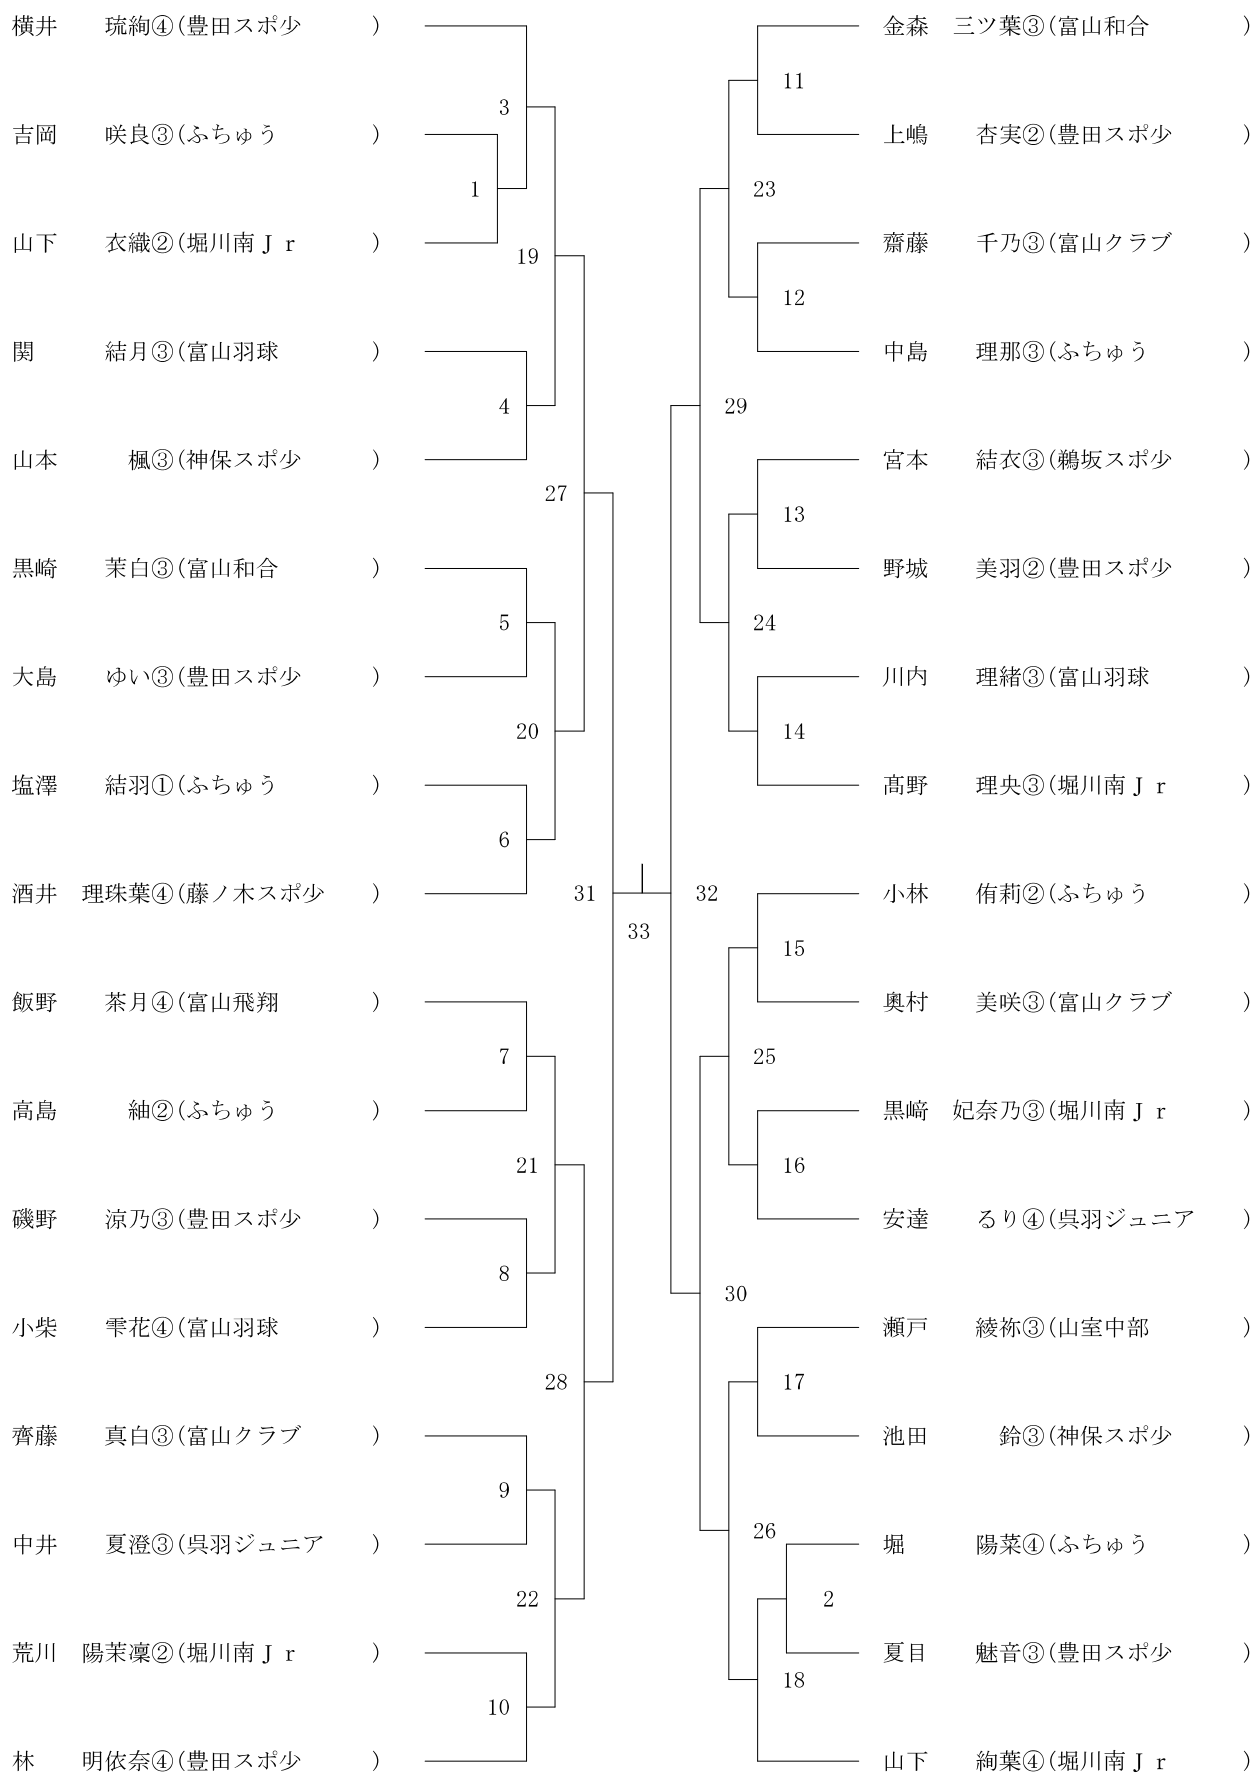 横井　琉絢④(豊田スポ少　)
3
吉岡　咲良③(ふちゅう　)
1
山下　衣織②(堀川南Ｊｒ　)
19
関　結月③(富山羽球　)
4
山本　楓③(神保スポ少　)
27
黒崎　茉白③(富山和合　)
5
大島　ゆい③(豊田スポ少　)
20
塩澤　結羽①(ふちゅう　)
6
酒井　理珠葉④(藤ノ木スポ少　)
31
33
飯野　茶月④(富山飛翔　)
7
高島　紬②(ふちゅう　)
21
磯野　涼乃③(豊田スポ少　)
8
小柴　雫花④(富山羽球　)
28
齊藤　真白③(富山クラブ　)
9
中井　夏澄③(呉羽ジュニア　)
22
荒川　陽茉凜②(堀川南Ｊｒ　)
10
林　明依奈④(豊田スポ少　)
金森　三ツ葉③(富山和合　)
11
上嶋　杏実②(豊田スポ少　)
23
齋藤　千乃③(富山クラブ　)
12
中島　理那③(ふちゅう　)
29
宮本　結衣③(鵜坂スポ少　)
13
野城　美羽②(豊田スポ少　)
24
川内　理緒③(富山羽球　)
14
髙野　理央③(堀川南Ｊｒ　)
32
小林　侑莉②(ふちゅう　)
15
奥村　美咲③(富山クラブ　)
25
黒﨑　妃奈乃③(堀川南Ｊｒ　)
16
安達　るり④(呉羽ジュニア　)
30
瀬戸　綾祢③(山室中部　)
17
池田　鈴③(神保スポ少　)
26
堀　陽菜④(ふちゅう　)
2
夏目　魅音③(豊田スポ少　)
18
山下　絢葉④(堀川南Ｊｒ　)